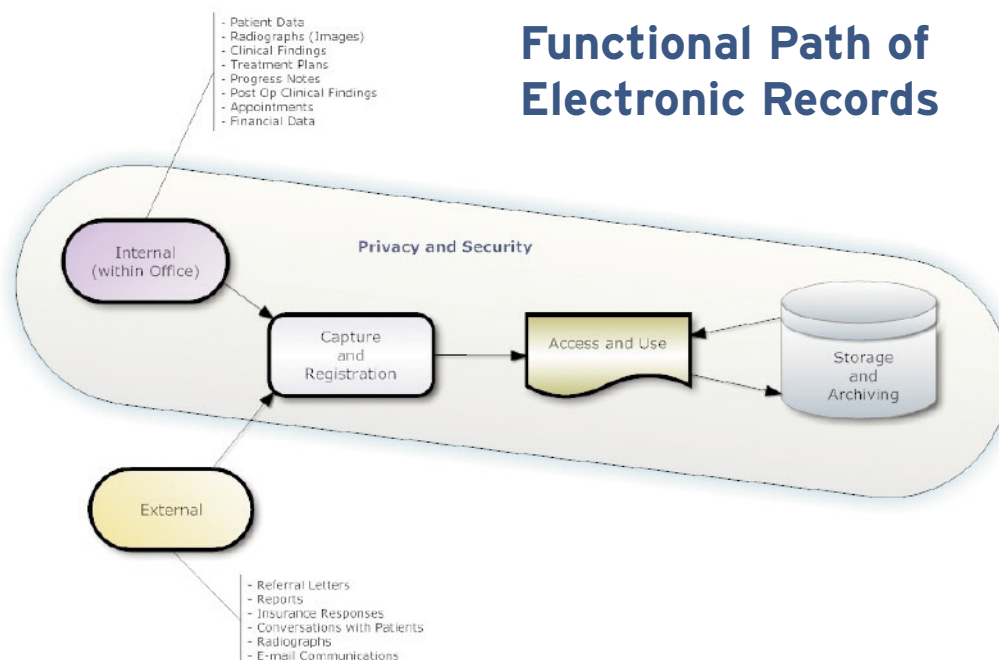 Functional Path of
Electronic Records
- Patient Data
- Radiographs (Images)
- Clinical Findings
- Treatment Plans
- Progress Notes
- Post Op Clinical Findings
- Appointments
- Financial Data
Privacy and Security
Internal
(within Office)
Capture
and
Registration
Access and Use
Storage
and
Archiving
External
- Referral Letters
- Reports
- Insurance Responses
- Conversations with Patients
- Radiographs
- E-mail Communications